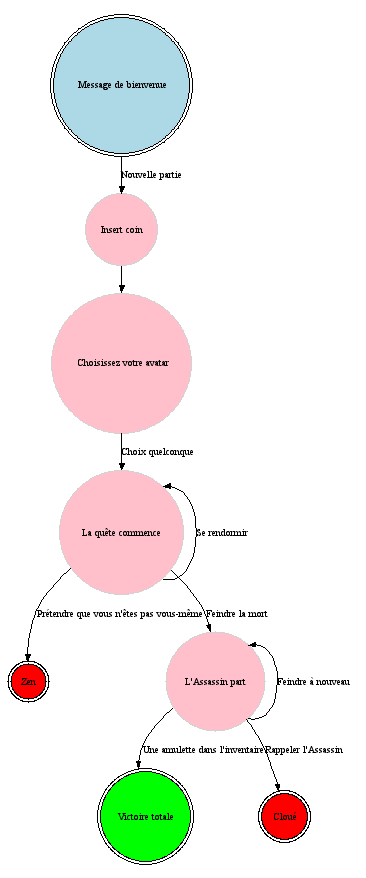 Message de bienvenue
Nouvelle partie
Insert coin
Choisissez votre avatar
Choix quelconque
La quête commence
Se rendormir
Prétendre que vous n'êtes pas vous-même
Feindre la mort
Zen
L'Assassin part
Feindre à nouveau
Une amulette dans l'inventaire
Rappeler l'Assassin
Victoire totale
Cloué